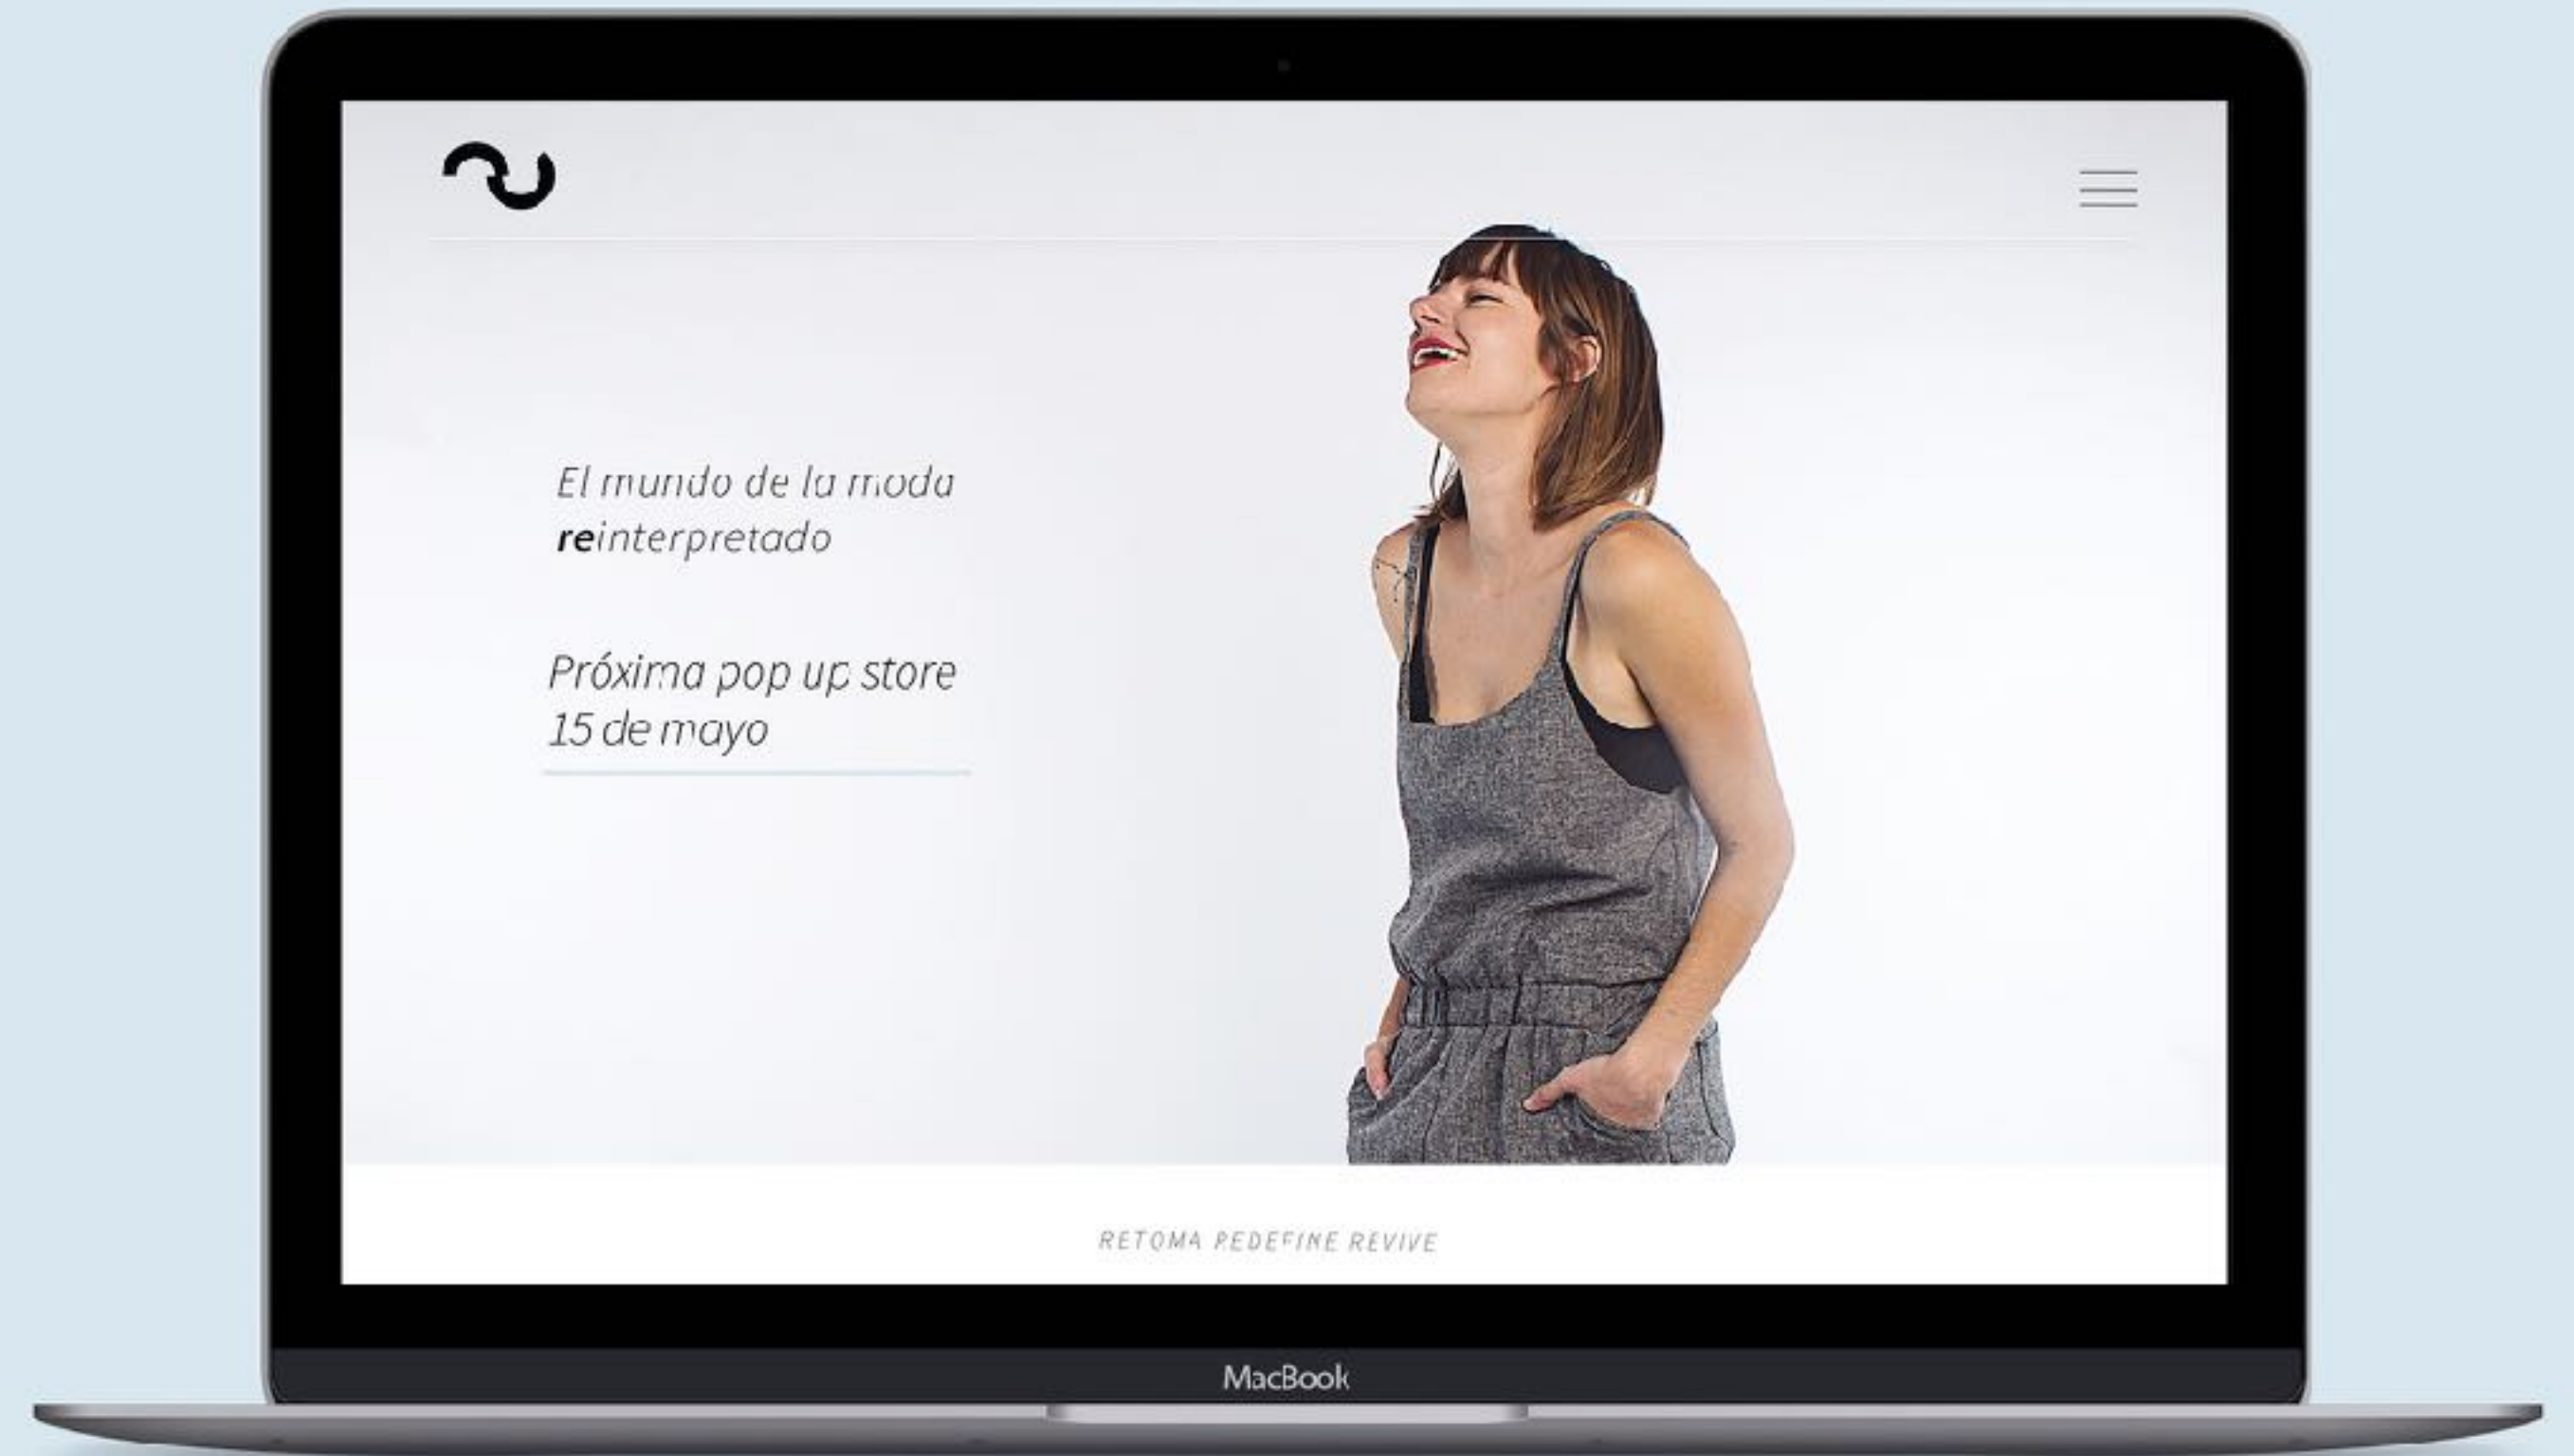 El mundo de la moda
reinterpretado
Próxima pop up store
15 de mayo
RETOMA REDEFINE REVIVE
MacBook